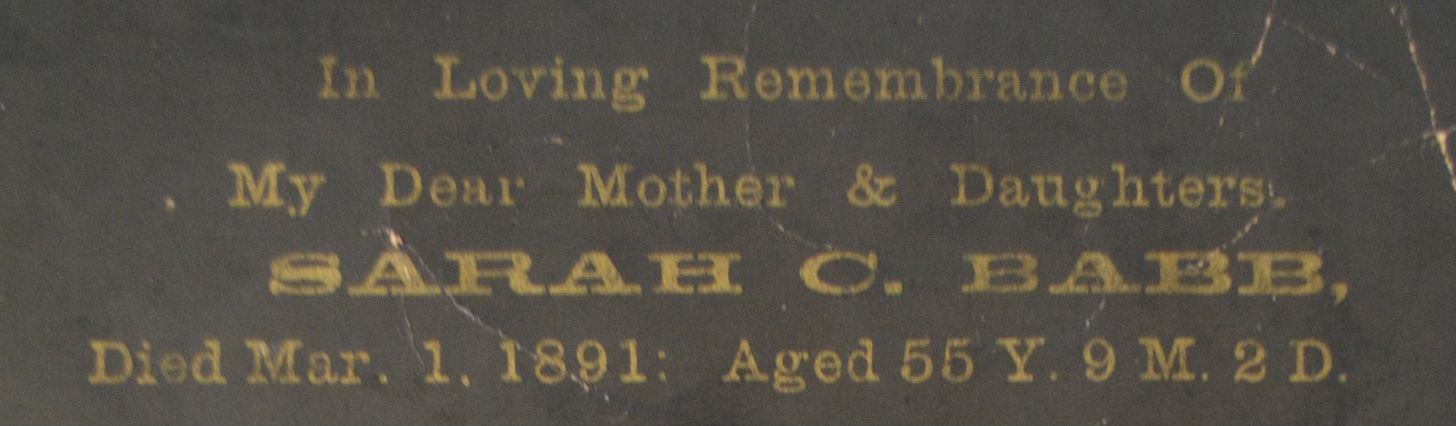 In Loving Remembrance Of
My Dear Mother & Daughters.
SARAH C. BABB,
Died Mar. 1, 1891: Aged 55 Y. 9 M. 2 D.